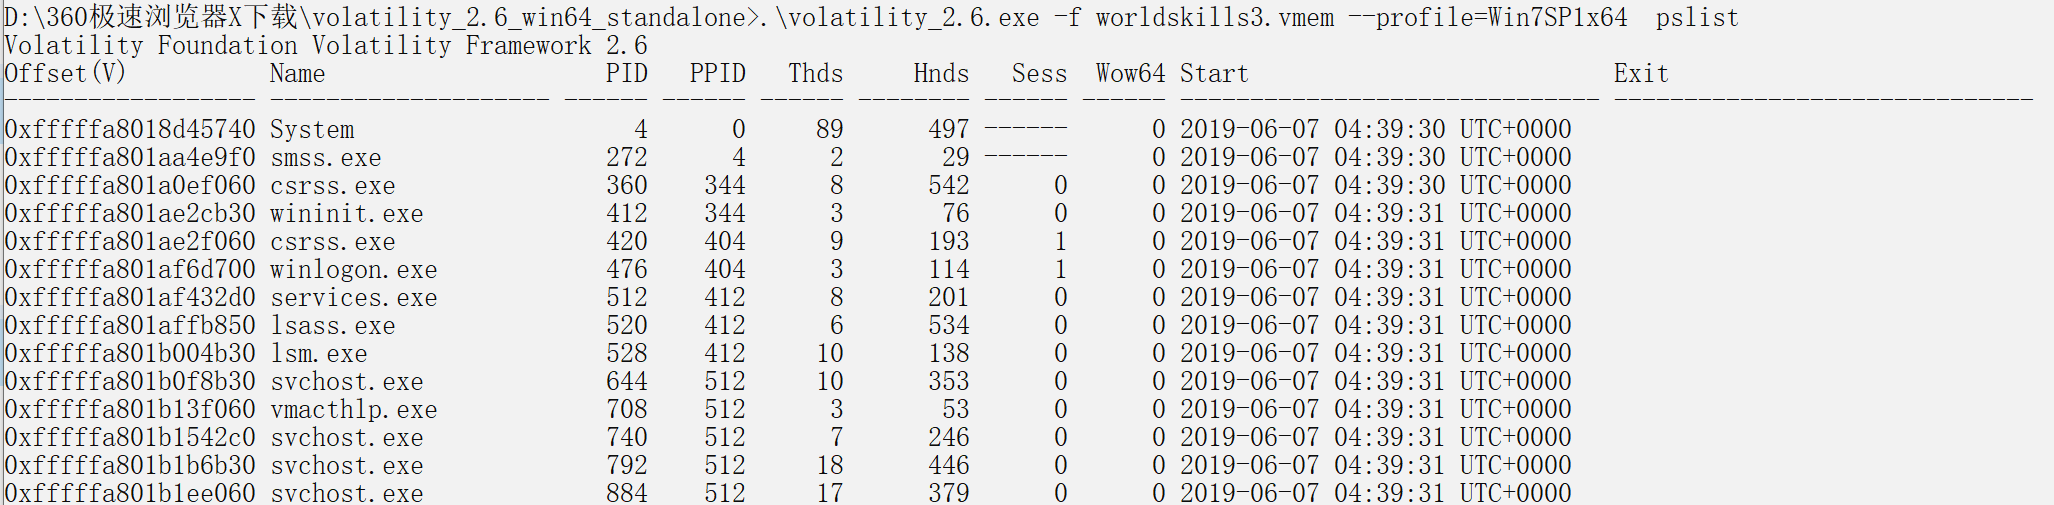 D:\360极速浏览器X下载\volatility_2.6_win64_standalone>.\volatility_2.6.exe -f worldskills3.vmem --profile=Win7SP1x64  pslist
Volatility Foundation Volatility Framework 2.6
Offset(V)          Name                    PID   PPID   Thds     Hnds   Sess  Wow64 Start                          Exit
------------------ -------------------- ------ ------ ------ -------- ------ ------ ------------------------------ ------------------------------
0xfffffa8018d45740 System                    4      0     89      497 ------      0 2019-06-07 04:39:30 UTC+0000
0xfffffa801aa4e9f0 smss.exe                272      4      2       29 ------      0 2019-06-07 04:39:30 UTC+0000
0xfffffa801a0ef060 csrss.exe               360    344      8      542      0      0 2019-06-07 04:39:30 UTC+0000
0xfffffa801ae2cb30 wininit.exe             412    344      3       76      0      0 2019-06-07 04:39:31 UTC+0000
0xfffffa801ae2f060 csrss.exe               420    404      9      193      1      0 2019-06-07 04:39:31 UTC+0000
0xfffffa801af6d700 winlogon.exe            476    404      3      114      1      0 2019-06-07 04:39:31 UTC+0000
0xfffffa801af432d0 services.exe            512    412      8      201      0      0 2019-06-07 04:39:31 UTC+0000
0xfffffa801affb850 lsass.exe               520    412      6      534      0      0 2019-06-07 04:39:31 UTC+0000
0xfffffa801b004b30 lsm.exe                 528    412     10      138      0      0 2019-06-07 04:39:31 UTC+0000
0xfffffa801b0f8b30 svchost.exe             644    512     10      353      0      0 2019-06-07 04:39:31 UTC+0000
0xfffffa801b13f060 vmacthlp.exe            708    512      3       53      0      0 2019-06-07 04:39:31 UTC+0000
0xfffffa801b1542c0 svchost.exe             740    512      7      246      0      0 2019-06-07 04:39:31 UTC+0000
0xfffffa801b1b6b30 svchost.exe             792    512     18      446      0      0 2019-06-07 04:39:31 UTC+0000
0xfffffa801b1ee060 svchost.exe             884    512     17      379      0      0 2019-06-07 04:39:31 UTC+0000